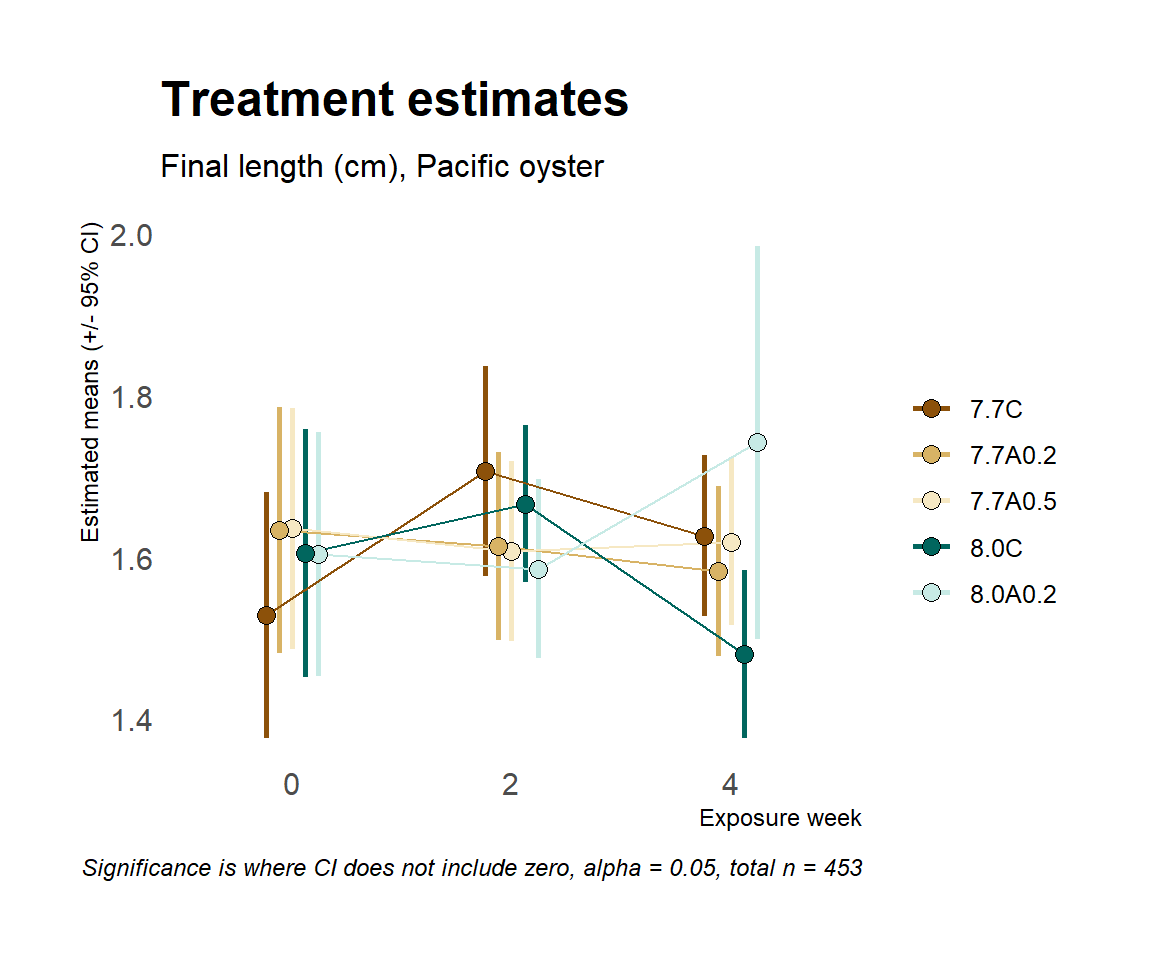 Treatment estimates
Final length (cm), Pacific oyster
Estimated means (+/- 95% CI)
2.0
1.8
1.6
1.4
0 2 4
Exposure week
7.7C
7.7A0.2
7.7A0.5
8.0C
8.0A0.2
Significance is where CI does not include zero, alpha = 0.05, total n = 453